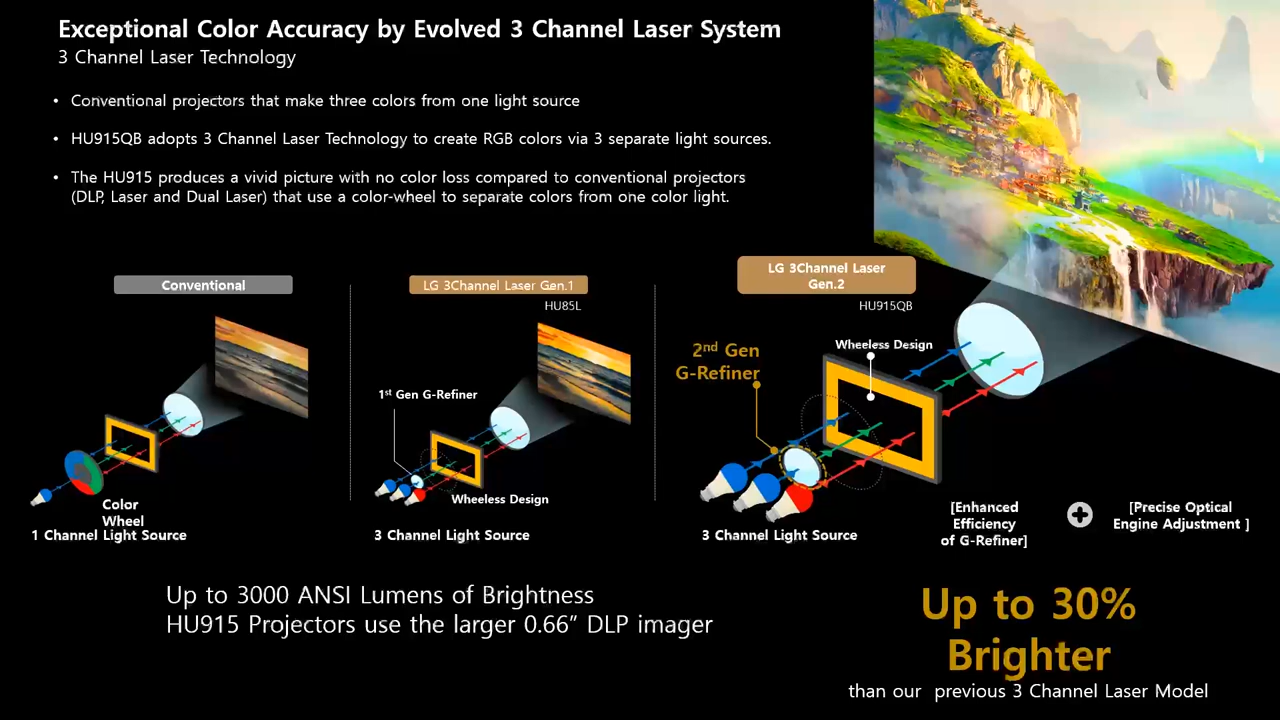 Exceptional Color Accuracy by Evolved 3 Channel Laser System
3 Channel Laser Technology
• Conventional projectors that make three colors from one light source
• HU915QB adopts 3 Channel Laser Technology to create RGB colors via 3 separate light sources.
• The HU915 produces a vivid picture with no color loss compared to conventional projectors
(DLP, Laser and Dual Laser) that use a color-wheel to separate colors from one color light.
Conventional
Color
Wheel
1 Channel Light Source
LG 3Channel Laser Gen.1
HU85L
1st Gen G-Refiner
Wheeless Design
3 Channel Light Source
LG 3Channel Laser
Gen.2
HU915QB
Wheeless Design
2nd Gen
G-Refiner
3 Channel Light Source
[Enhanced
Efficiency
of G-Refiner]
[Precise Optical
Engine Adjustment ]
Up to 3000 ANSI Lumens of Brightness
HU915 Projectors use the larger 0.66” DLP imager
Up to 30%
Brighter
than our previous 3 Channel Laser Model